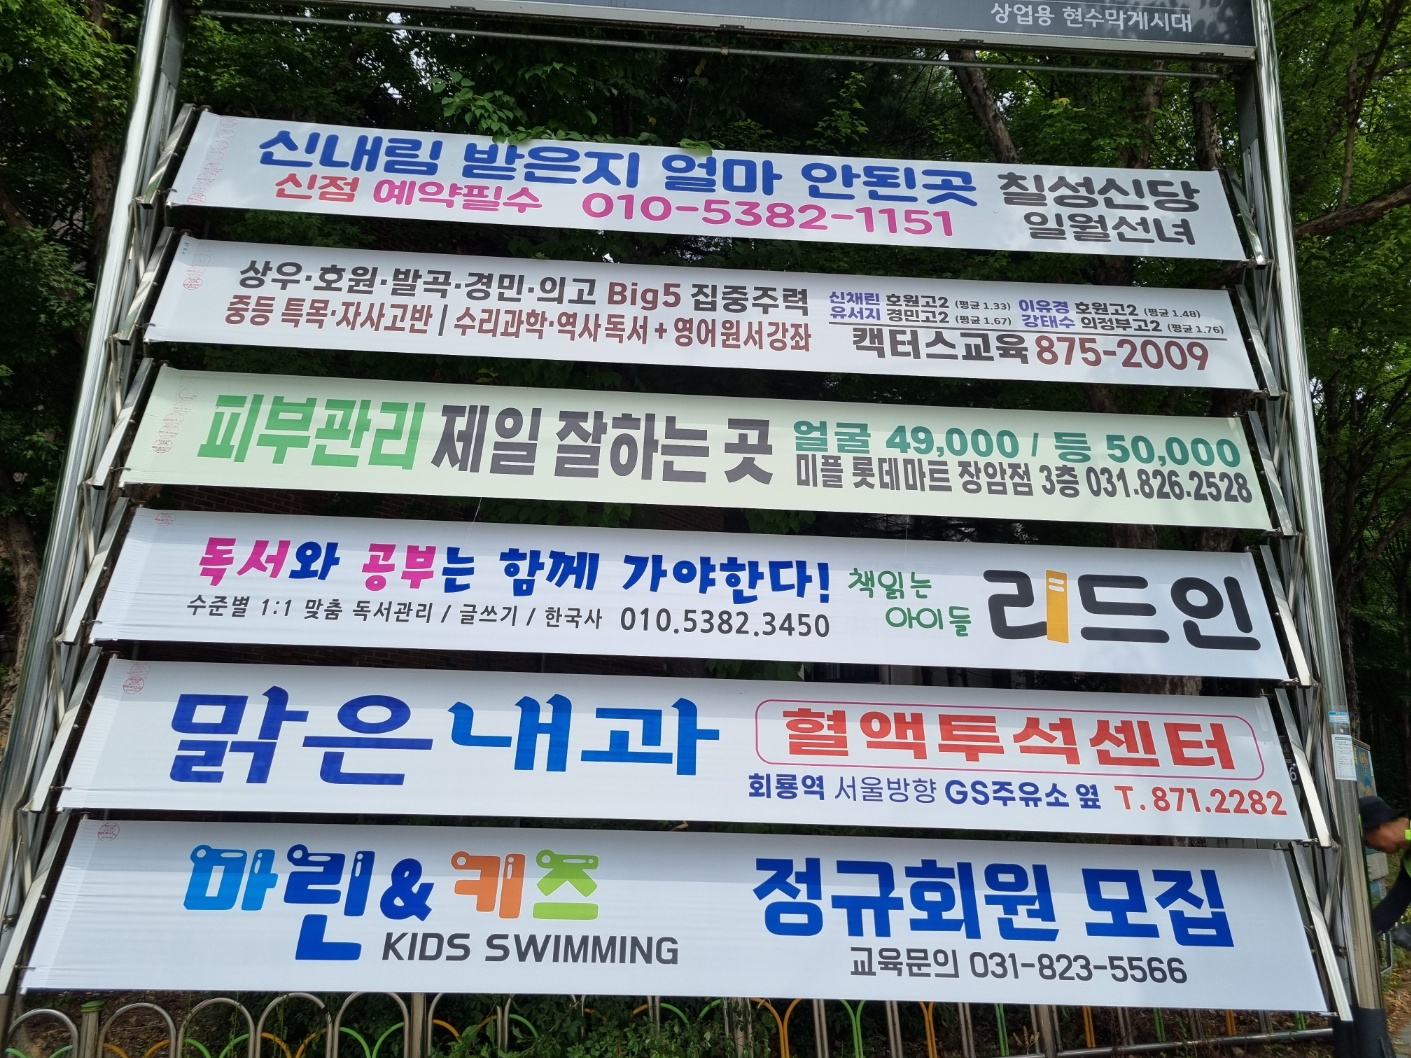 상업용 현수막게시대
신내림 받은지 얼마 안된곳 칠성신당
신점 예약필수 010-5382-1151 일월선녀
상우·호원·발곡·경민·의고 Big5 집중주력
중등 특목·자사고반 | 수리과학·역사독서+영어원서강좌
신채린 호원고2 (평균 1.33) 이유경 호원고2 (평균 1.48)
유서지 경민고2 (평균 1.67) 강태수 의정부고2 (평균 1.76)
캑터스교육 875-2009
피부관리 제일 잘하는 곳 얼굴 49,000 / 등 50,000
미플 롯데마트 장암점 3층 031.826.2528
독서와 공부는 함께 가야한다!
수준별 1:1 맞춤 독서관리 / 글쓰기 / 한국사 010.5382.3450
책읽는
아이들
리드인
맑은내과 혈액투석센터
회룡역 서울방향 GS주유소 옆 T. 871.2282
마린&키즈 정규회원 모집
KIDS SWIMMING 교육문의 031-823-5566